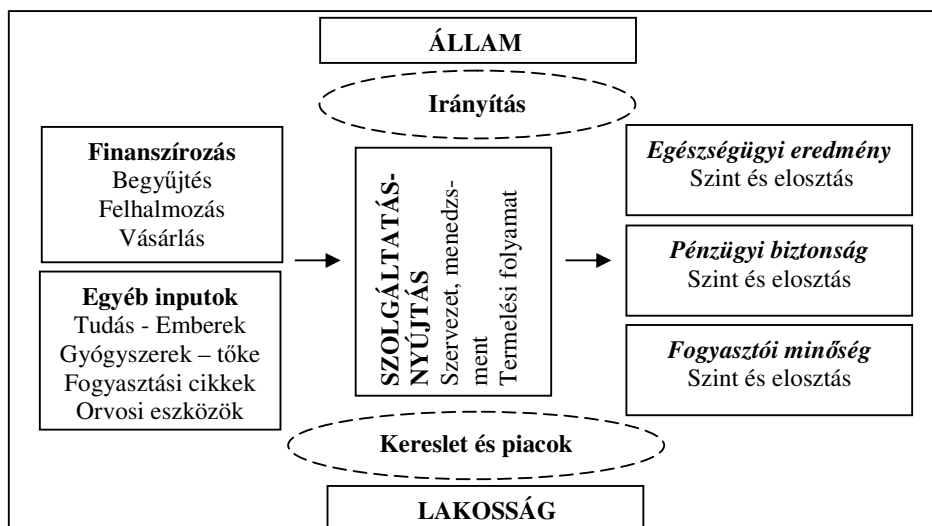 ÁLLAM
Irányítás
Finanszírozás
Begyűjtés
Felhalmozás
Vásárlás
Egyéb inputok
Tudás - Emberek
Gyógyszerek – tőke
Fogyasztási cikkek
Orvosi eszközök
SZOLGÁLTATÁS-
NYÚJTÁS
Szervezet, menedzs-
ment
Termelési folyamat
Egészségügyi eredmény
Szint és elosztás
Pénzügyi biztonság
Szint és elosztás
Fogyasztói minőség
Szint és elosztás
Kereslet és piacok
LAKOSSÁG